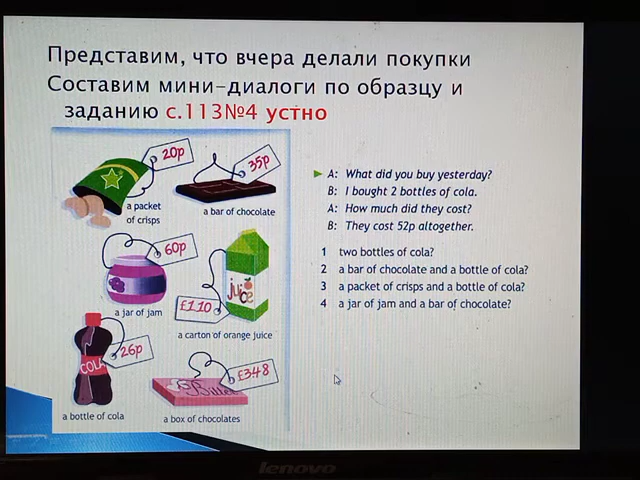 Представим, что вчера делали покупки
Составим мини-диалоги по образцу и
заданию с.113№4 устно
20p
a packet
of crisps
35p
a bar of chocolate
60p
a jar of jam
juice
£1.10
a carton of orange juice
COLA
26p
a bottle of cola
£3.48
a box of chocolates
A: What did you buy yesterday?
B: I bought 2 bottles of cola.
A: How much did they cost?
B: They cost 52p altogether.
1 two bottles of cola?
2 a bar of chocolate and a bottle of cola?
3 a packet of crisps and a bottle of cola?
4 a jar of jam and a bar of chocolate?
lenovo